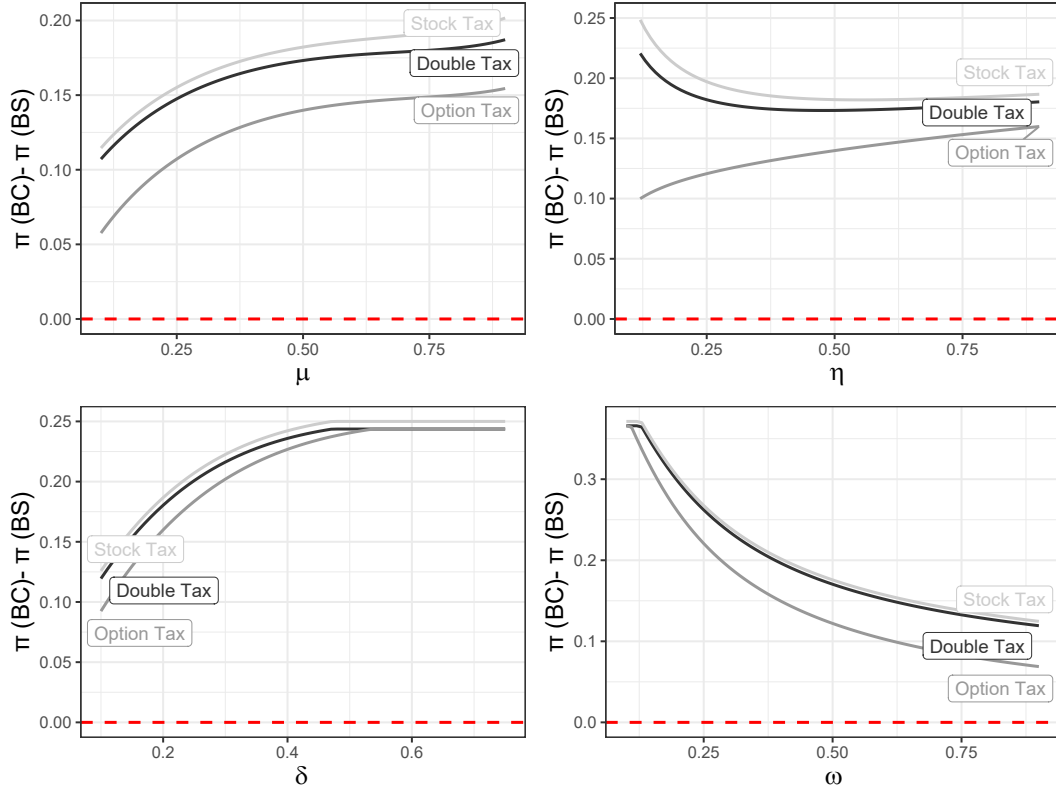 0.20
0.15
0.10
0.05
0.00
π (BC)- π (BS)
Stock Tax
Double Tax
Option Tax
0.25
0.50
0.75
μ
0.25
0.20
0.15
0.10
0.05
0.00
π (BC)- π (BS)
Stock Tax
Double Tax
Option Tax
0.25
0.50
0.75
η
0.25
0.20
0.15
0.10
0.05
0.00
π (BC)- π (BS)
Stock Tax
Double Tax
Option Tax
0.2
0.4
0.6
δ
0.3
0.2
0.1
0.0
π (BC)- π (BS)
Stock Tax
Double Tax
Option Tax
0.25
0.50
0.75
ω